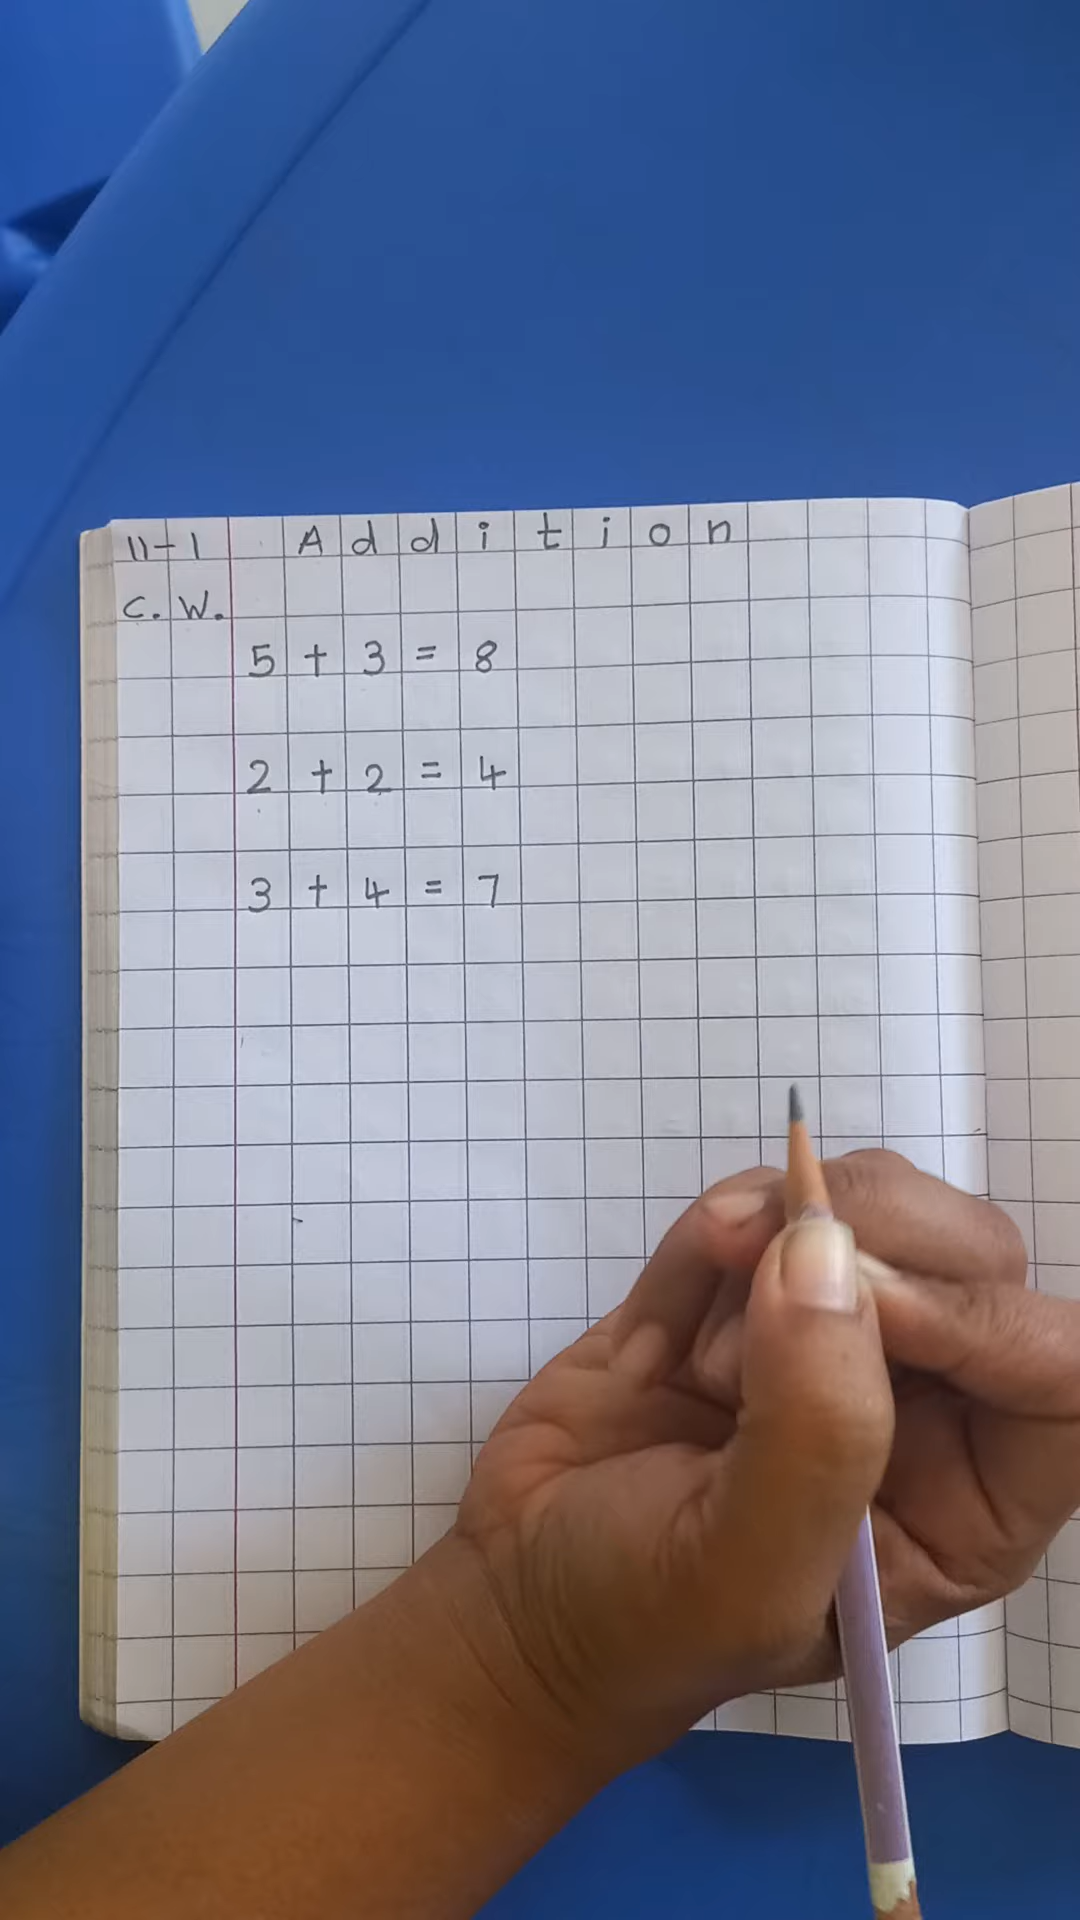 11-1 Addition
C. W.
5 + 3 = 8
2 + 2 = 4
3 + 4 = 7